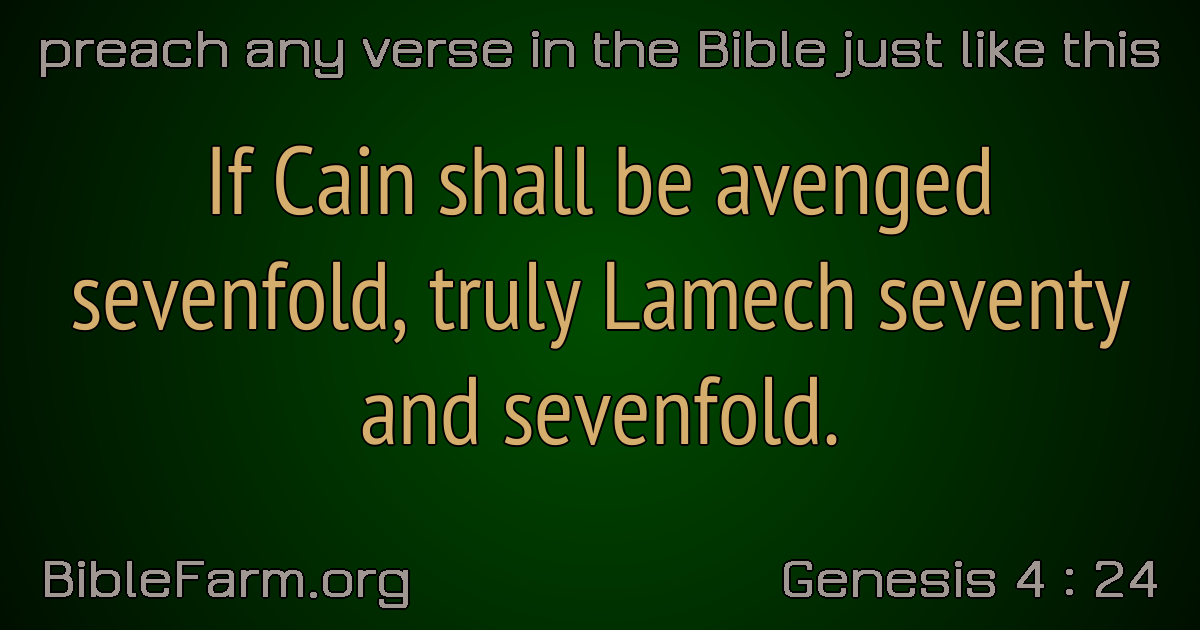 preach any verse in the Bible just like this
If Cain shall be avenged
sevenfold, truly Lamech seventy
and sevenfold.
BibleFarm.org
Genesis 4 : 24